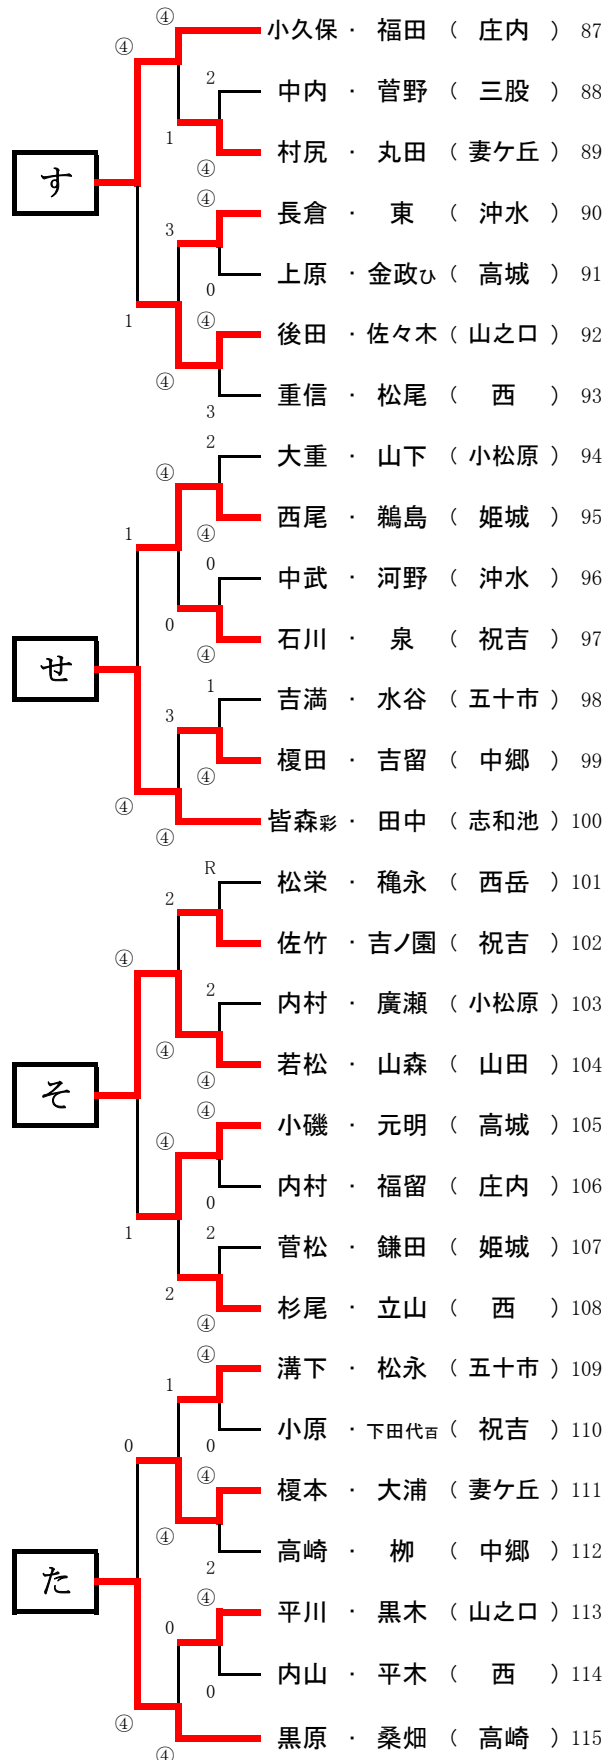 ④
小久保 ・ 福田 （ 庄内 ） 87
④
2
中内 ・ 菅野 （ 三股 ） 88
1
村尻 ・ 丸田 （ 妻ケ丘 ） 89
④
す
④
長倉 ・ 東 （ 沖水 ） 90
3
上原 ・ 金政ひ （ 高城 ） 91
0
1
④
後田 ・ 佐々木 （ 山之口 ） 92
④
重信 ・ 松尾 （ 西 ） 93
3
2
大重 ・ 山下 （ 小松原 ） 94
④
西尾 ・ 鵜島 （ 姫城 ） 95
1
④
0
中武 ・ 河野 （ 沖水 ） 96
0
石川 ・ 泉 （ 祝吉 ） 97
④
せ
1
吉満 ・ 水谷 （ 五十市 ） 98
3
榎田 ・ 吉留 （ 中郷 ） 99
④
④
皆森彩 ・ 田中 （ 志和池 ） 100
④
R
松栄 ・ 穐永 （ 西岳 ） 101
2
佐竹 ・ 吉ノ園 （ 祝吉 ） 102
④
2
内村 ・ 廣瀬 （ 小松原 ） 103
④
若松 ・ 山森 （ 山田 ） 104
④
そ
④
小磯 ・ 元明 （ 高城 ） 105
④
内村 ・ 福留 （ 庄内 ） 106
0
1
2
菅松 ・ 鎌田 （ 姫城 ） 107
2
杉尾 ・ 立山 （ 西 ） 108
④
④
溝下 ・ 松永 （ 五十市 ） 109
1
小原 ・ 下田代百 （ 祝吉 ） 110
0
0
④
榎本 ・ 大浦 （ 妻ケ丘 ） 111
④
高崎 ・ 栁 （ 中郷 ） 112
2
た
④
平川 ・ 黒木 （ 山之口 ） 113
0
内山 ・ 平木 （ 西 ） 114
0
④
黒原 ・ 桑畑 （ 高崎 ） 115
④